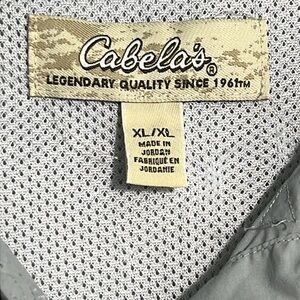 Cabela's®
LEGENDARY QUALITY SINCE 1961™
XL/XL
MADE IN
JORDAN
FABRIQUÉ EN
JORDANIE